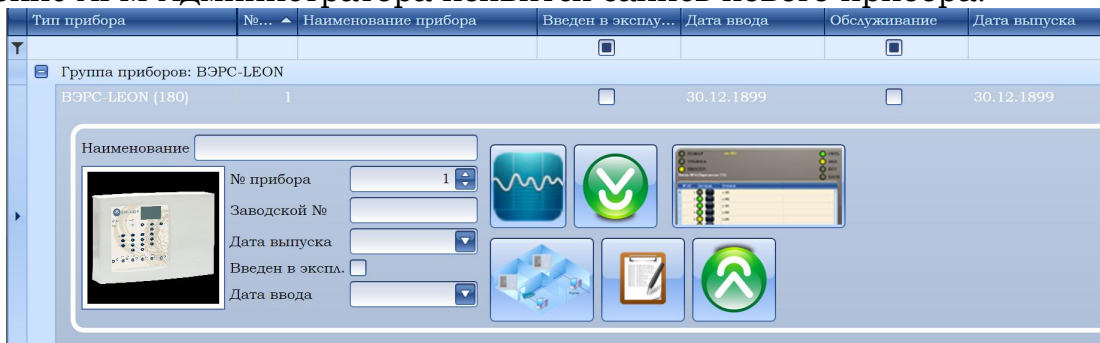 Тип прибора №... Наименование прибора Введен в эксплу... Дата ввода Обслуживание Дата выпуска
Группа приборов: ВЭРС-LEON
ВЭРС-LEON (180) 1 30.12.1899 30.12.1899
Наименование
№ прибора 1
Заводской №
Дата выпуска
Введен в экспл.
Дата ввода